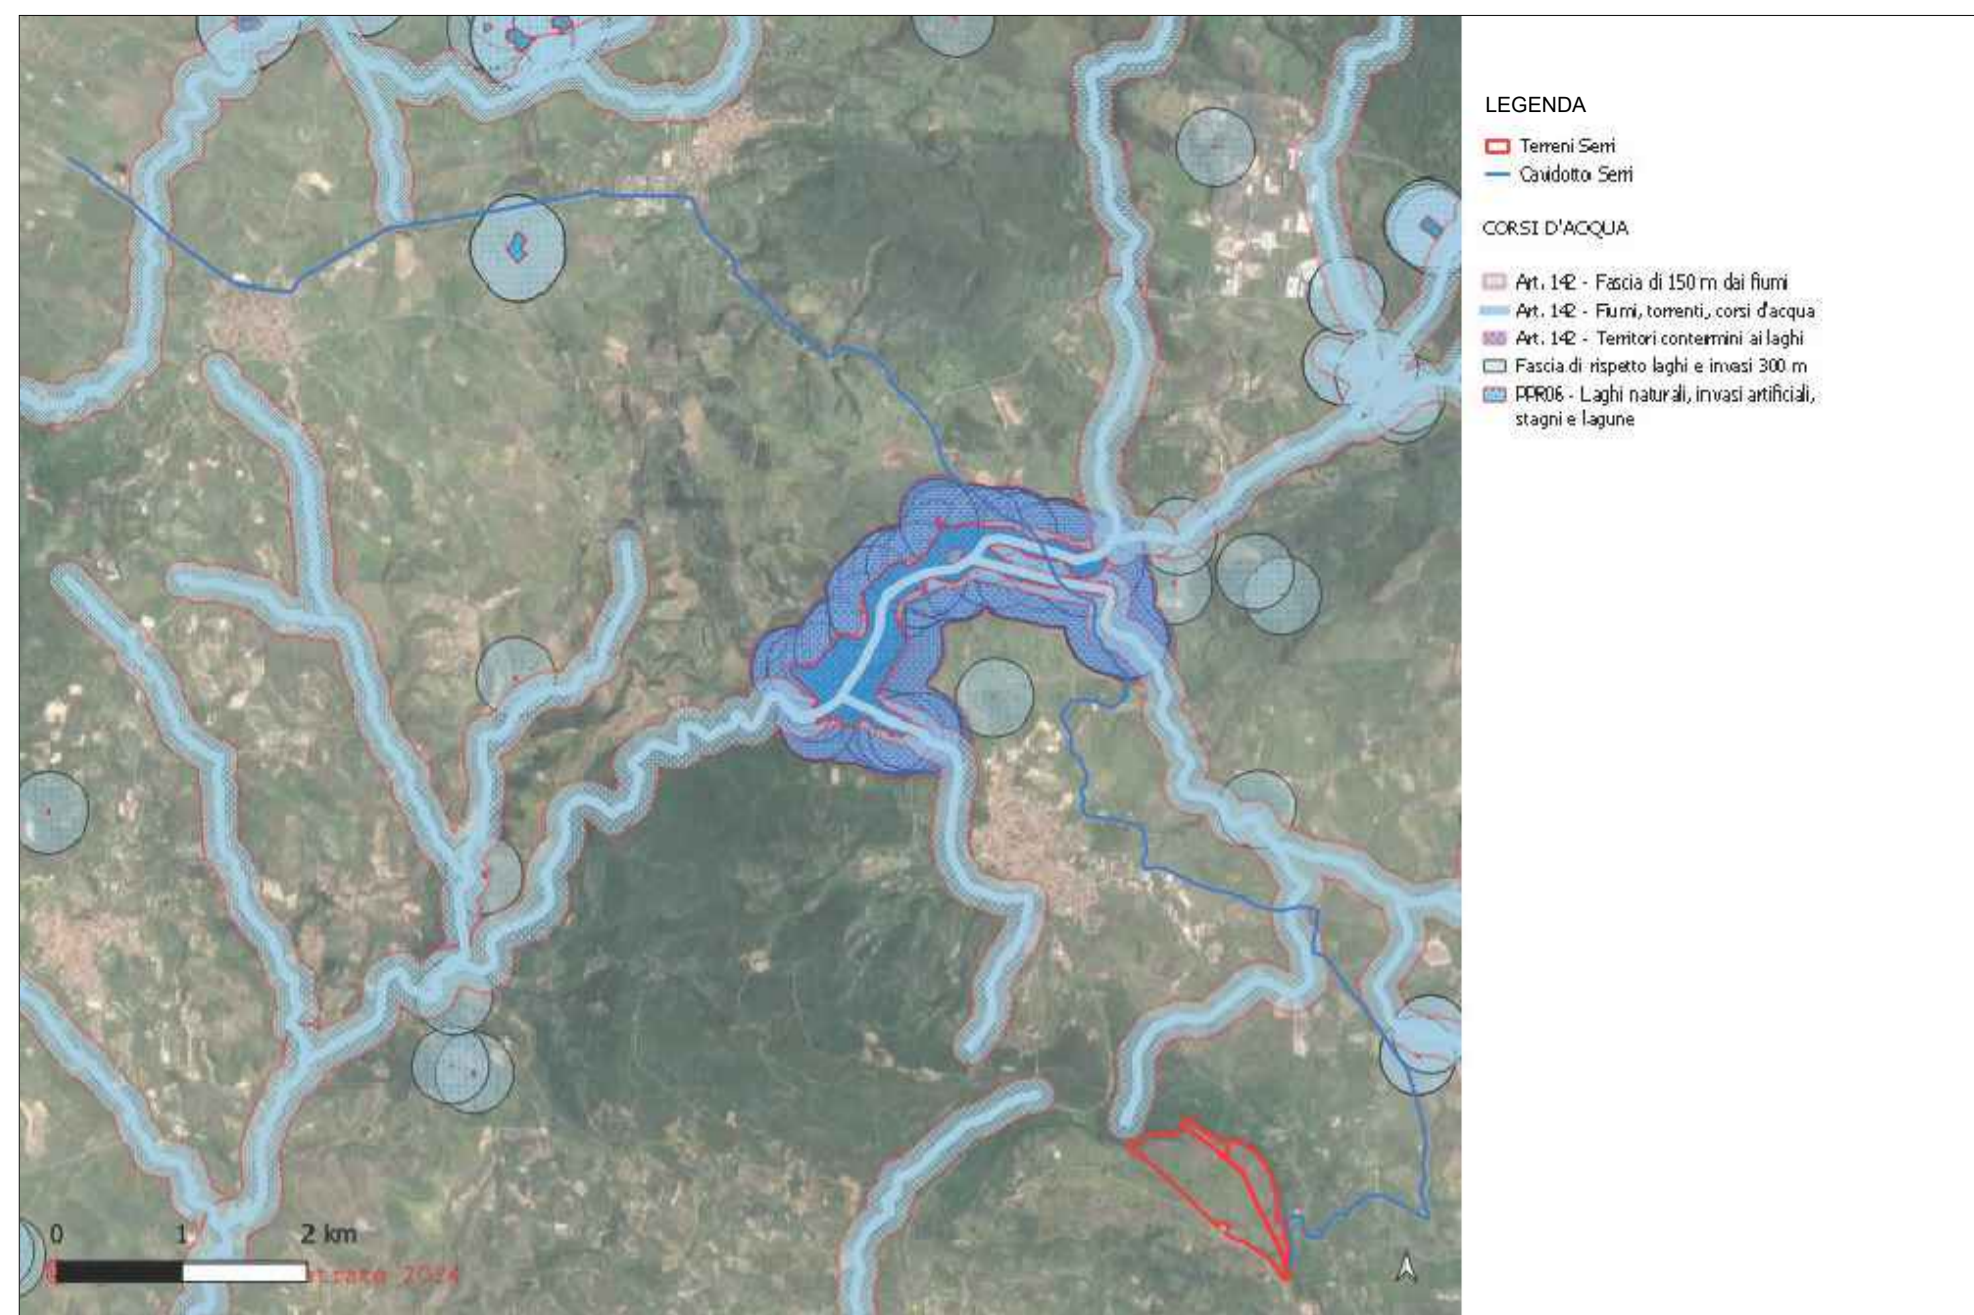 LEGENDA
Terreni Serri
Cavidotto Serri
CORSI D'ACQUA
Art. 142 - Fascia di 150 m dai fiumi
Art. 142 - Fiumi, torrenti, corsi d'acqua
Art. 142 - Territori contermini ai laghi
Fascia di rispetto laghi e invasi 300 m
PPR06 - Laghi naturali, invasi artificiali,
stagni e lagune
0 1 2 km